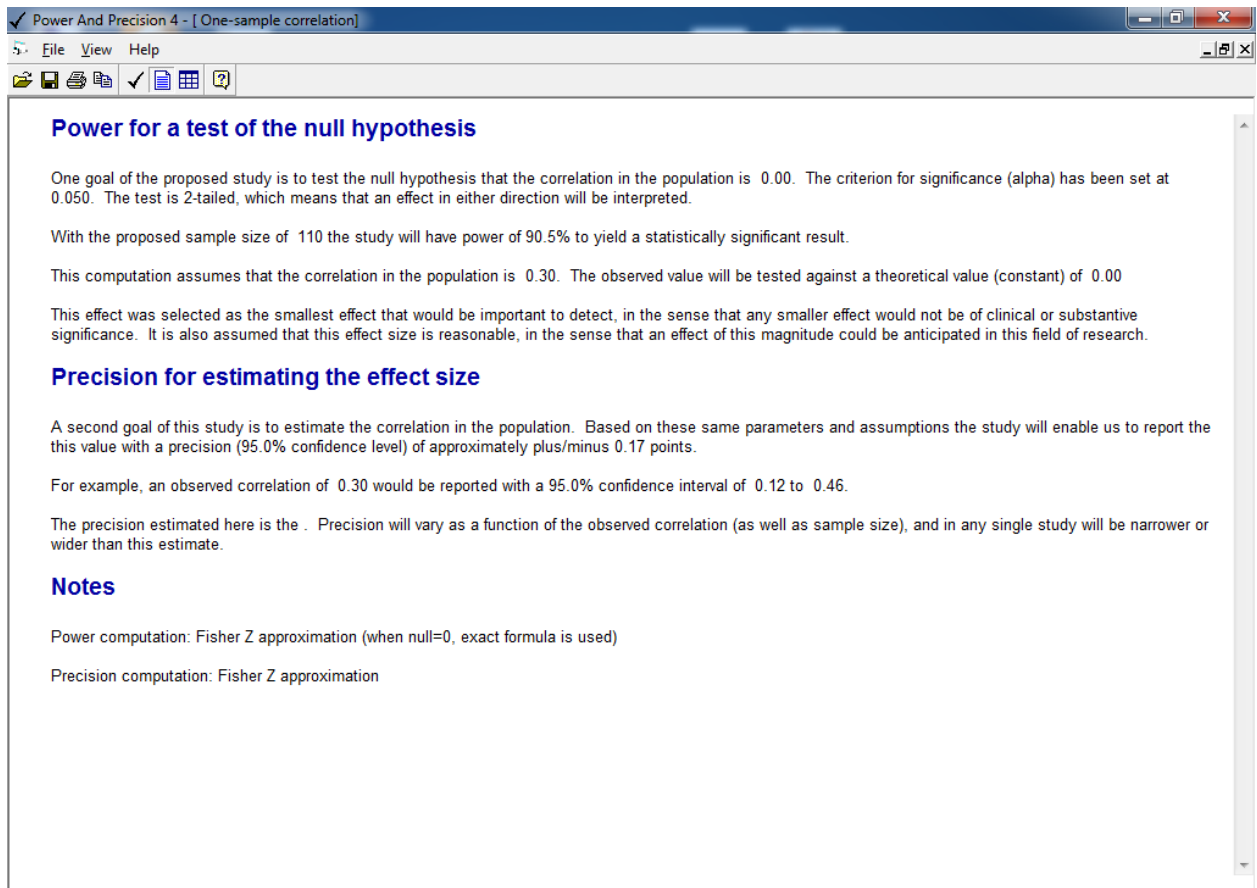 Power And Precision 4 - [ One-sample correlation]
File View Help
Power for a test of the null hypothesis
One goal of the proposed study is to test the null hypothesis that the correlation in the population is  0.00.  The criterion for significance (alpha) has been set at
0.050.  The test is 2-tailed, which means that an effect in either direction will be interpreted.
With the proposed sample size of  110 the study will have power of 90.5% to yield a statistically significant result.
This computation assumes that the correlation in the population is  0.30.  The observed value will be tested against a theoretical value (constant) of  0.00
This effect was selected as the smallest effect that would be important to detect, in the sense that any smaller effect would not be of clinical or substantive
significance.  It is also assumed that this effect size is reasonable, in the sense that an effect of this magnitude could be anticipated in this field of research.
Precision for estimating the effect size
A second goal of this study is to estimate the correlation in the population.  Based on these same parameters and assumptions the study will enable us to report the
this value with a precision (95.0% confidence level) of approximately plus/minus 0.17 points.
For example, an observed correlation of  0.30 would be reported with a 95.0% confidence interval of  0.12 to  0.46.
The precision estimated here is the .  Precision will vary as a function of the observed correlation (as well as sample size), and in any single study will be narrower or
wider than this estimate.
Notes
Power computation: Fisher Z approximation (when null=0, exact formula is used)
Precision computation: Fisher Z approximation